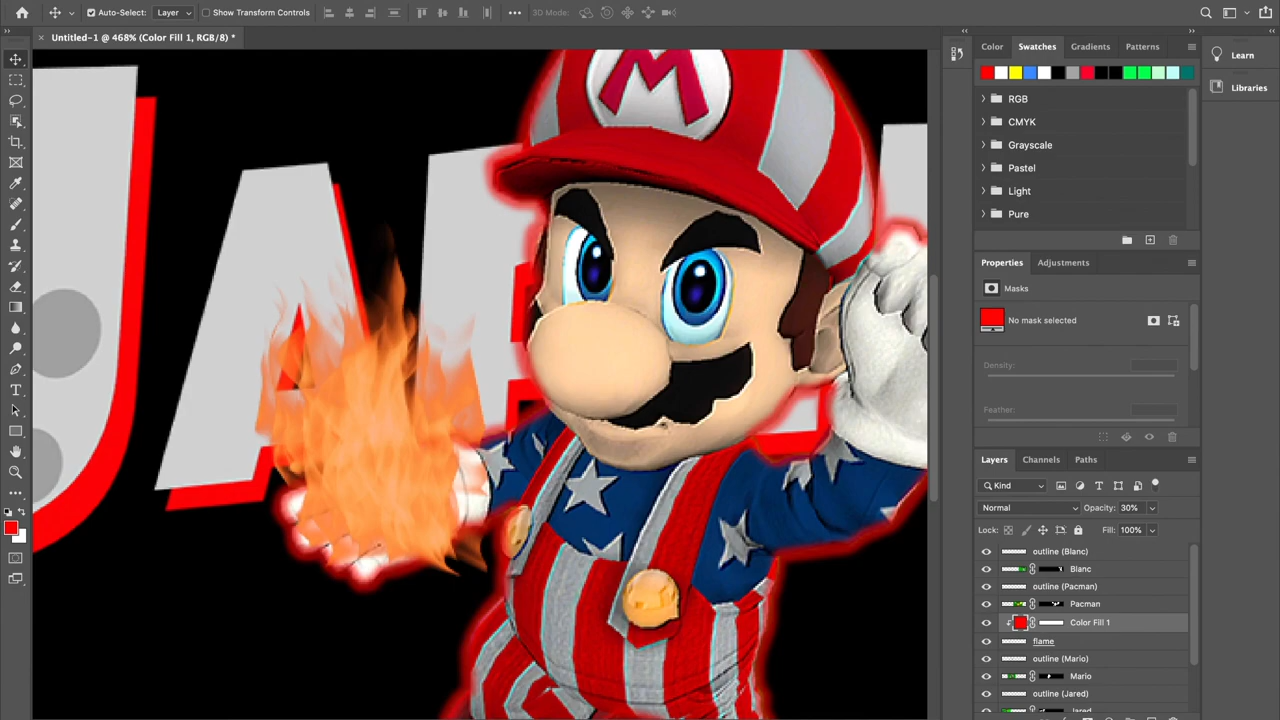 Auto-Select: Layer Show Transform Controls ••• 3D Mode:
× Untitled-1 @ 468% (Color Fill 1, RGB/8) *
JA
M
Color Swatches Gradients Patterns
RGB
CMYK
Grayscale
Pastel
Light
Pure
Learn
Libraries
Properties Adjustments
Masks
No mask selected
Density:
Feather:
Layers Channels Paths
Kind
Normal Opacity: 30%
Lock: Fill: 100%
outline (Blanc)
Blanc
outline (Pacman)
Pacman
Color Fill 1
flame
outline (Mario)
Mario
outline (Jared)
Jared